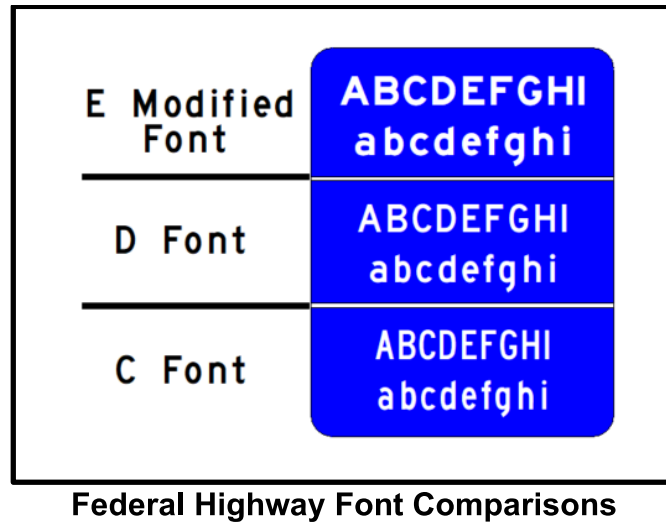 E Modified
Font
ABCDEFGHI
abcdefghi
D Font
ABCDEFGHI
abcdefghi
C Font
ABCDEFGHI
abcdefghi
Federal Highway Font Comparisons